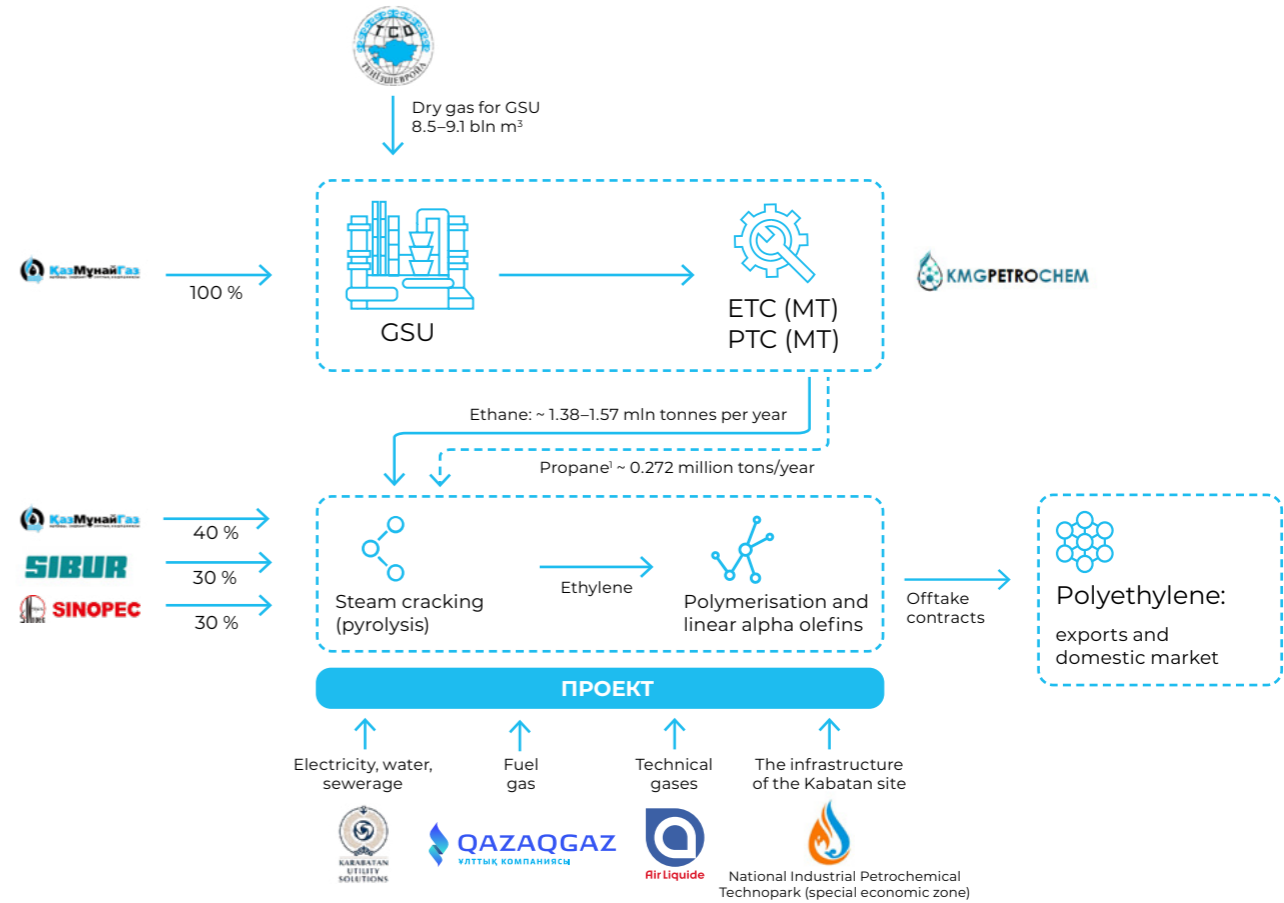 ТСО
ТЕҢІЗШЕВРОЙЛ
Dry gas for GSU
8.5–9.1 bln m³
ҚазМұнайГаз
100 %
GSU
ETC (MT)
PTC (MT)
KMGPETROCHEM
Ethane: ~ 1.38–1.57 mln tonnes per year
Propane¹ ~ 0.272 million tons/year
ҚазМұнайГаз
40 %
SIBUR
30 %
SINOPEC
30 %
Steam cracking
(pyrolysis)
Ethylene
Polymerisation and
linear alpha olefins
Offtake
contracts
Polyethylene:
exports and
domestic market
ПРОЕКТ
Electricity, water,
sewerage
Fuel
gas
Technical
gases
The infrastructure
of the Kabatan site
KARABATAN
UTILITY
SOLUTIONS
QAZAQGAZ
ҰЛТТЫҚ КОМПАНИЯСЫ
Air Liquide
National Industrial Petrochemical
Technopark (special economic zone)